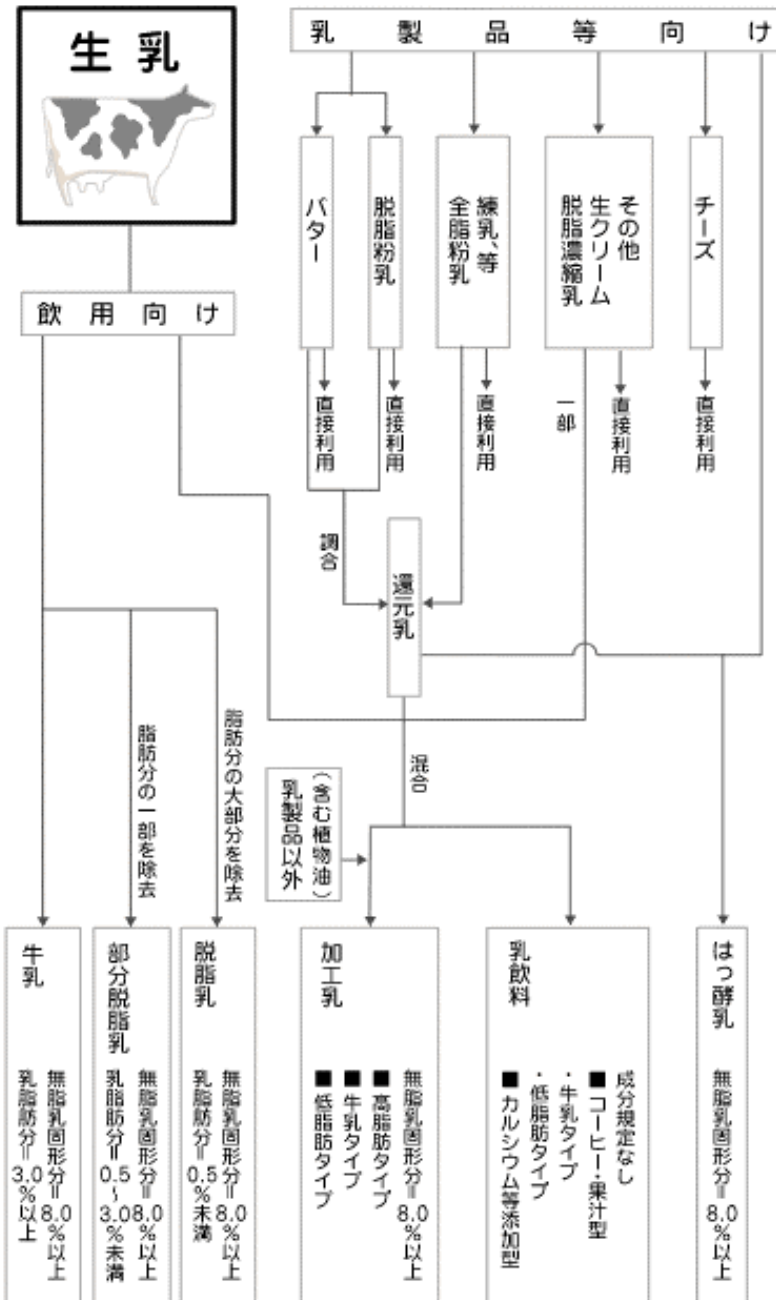 生乳
乳製品等向け
バター
脱脂粉乳
練乳、等
全脂粉乳
その他
生クリーム
脱脂濃縮乳
チーズ
飲用向け
直接利用
直接利用
直接利用
一部
直接利用
直接利用
調合
還元乳
脂肪分の一部を除去
脂肪分の大部分を除去
混合
(含む植物油)
乳製品以外
牛乳
無脂乳固形分=8.0%以上
乳脂肪分=3.0%以上
部分脱脂乳
無脂乳固形分=8.0%以上
乳脂肪分=0.5~3.0%未満
脱脂乳
無脂乳固形分=8.0%以上
乳脂肪分=0.5%未満
加工乳
無脂乳固形分=8.0%以上
■高脂肪タイプ
■牛乳タイプ
■低脂肪タイプ
乳飲料
成分規定なし
■コーヒー・果汁型
・牛乳タイプ
・低脂肪タイプ
■カルシウム等添加型
はっ酵乳
無脂乳固形分=8.0%以上